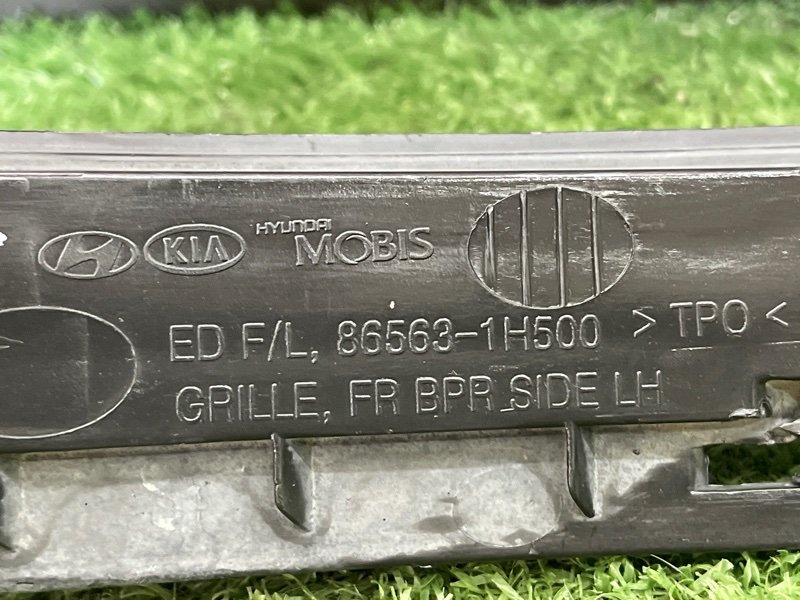 KIA HYUNDAI MOBIS
ED F/L, 86563-1H500 > TPO <
GRILLE, FR BPR SIDE LH